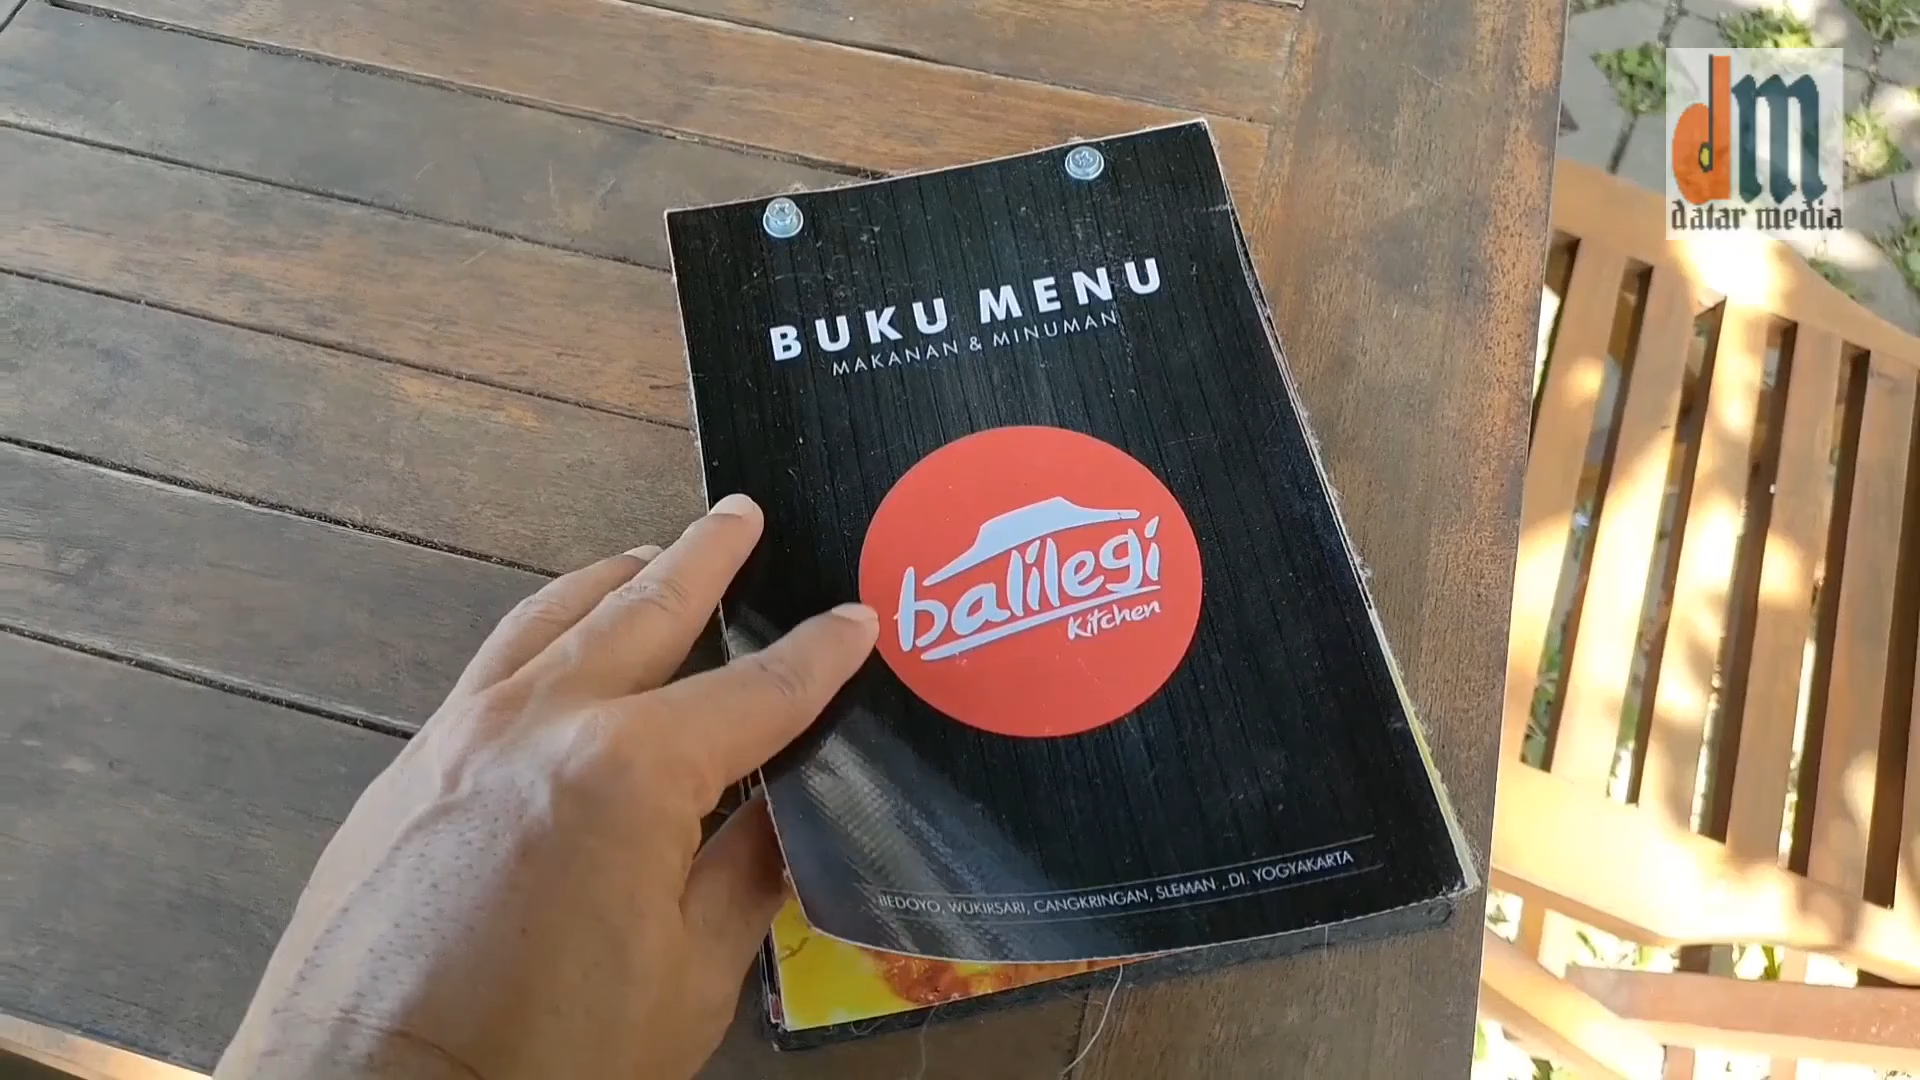 dm
datar media
BUKU MENU
MAKANAN & MINUMAN
balilegi
Kitchen
BEDOYO, WUKIRSARI, CANGKRINGAN, SLEMAN , DI. YOGYAKARTA